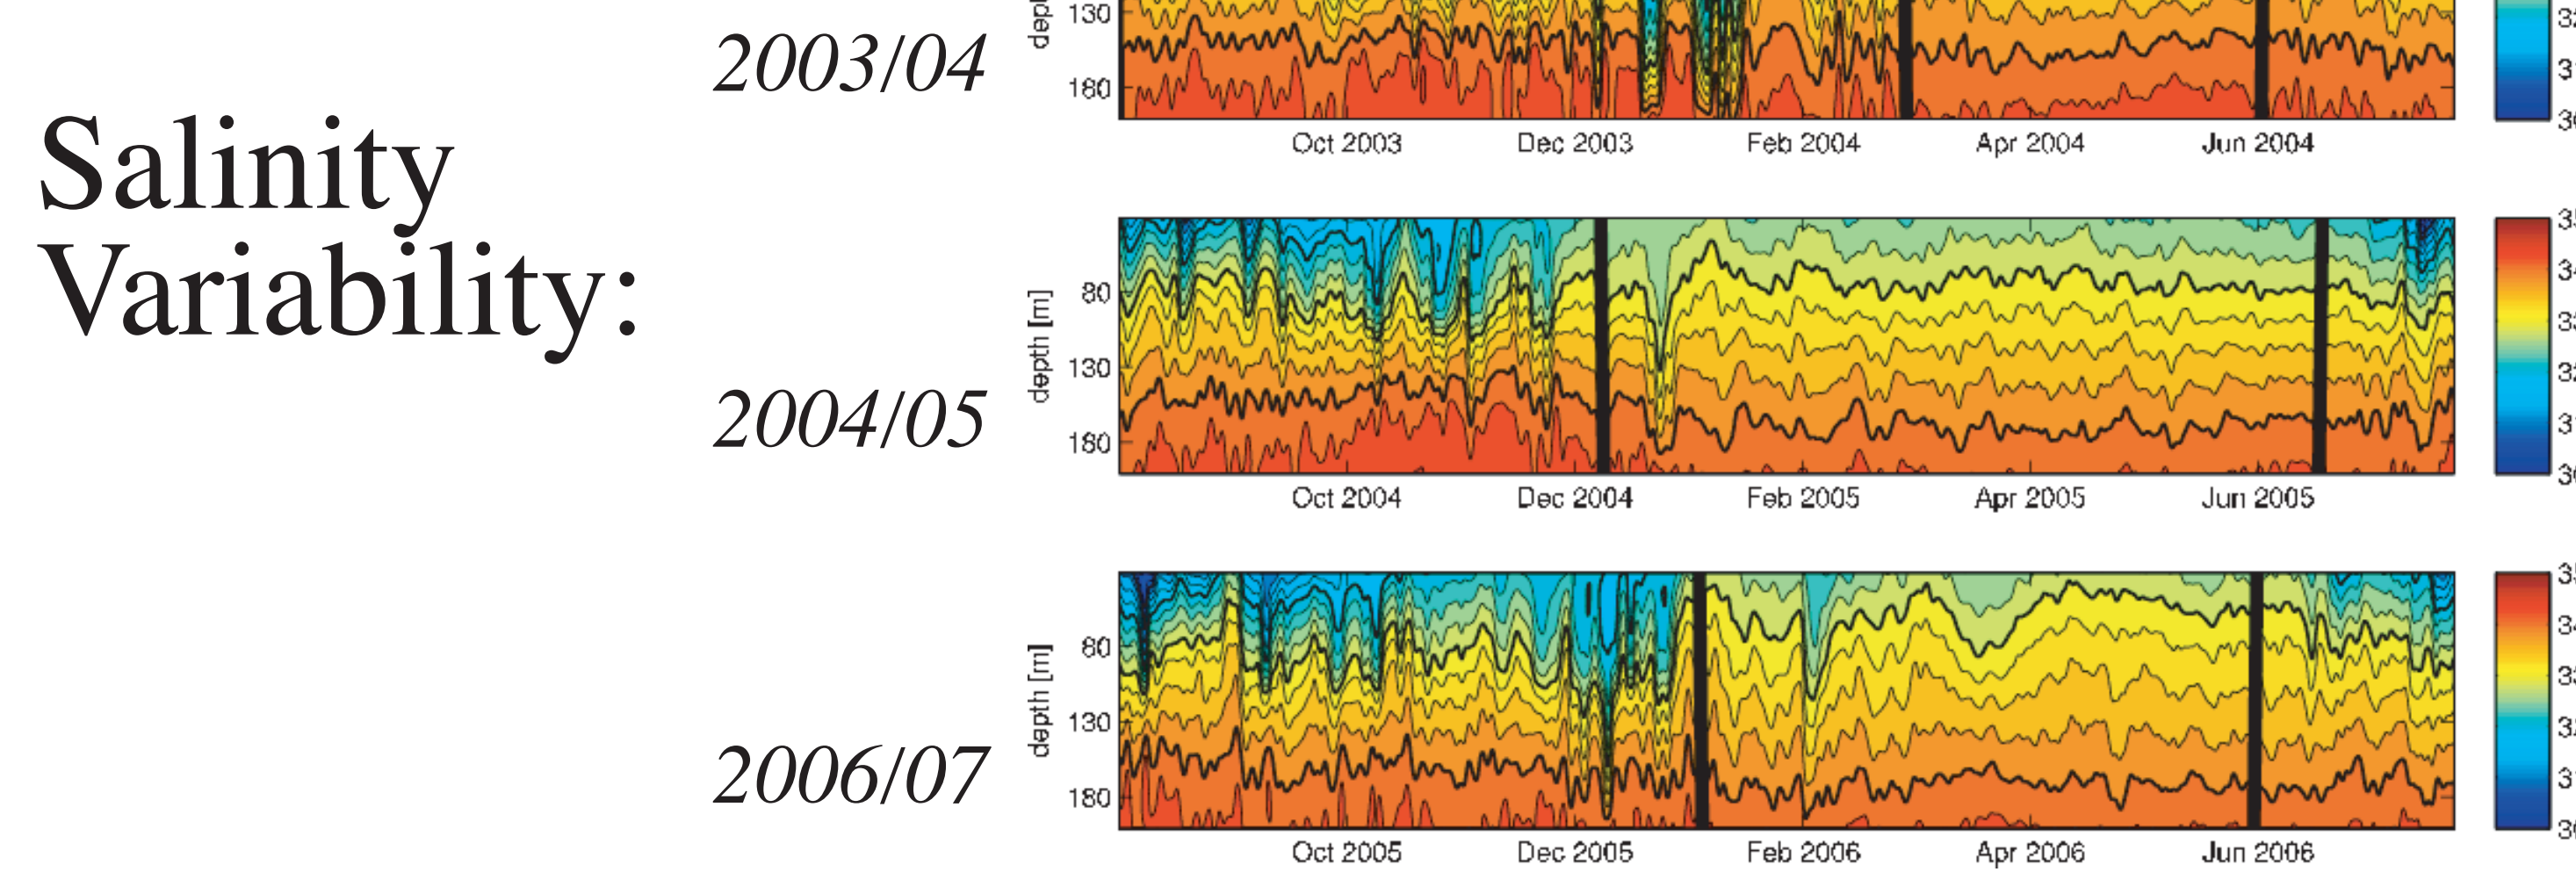 2003/04
130
180
Oct 2003 Dec 2003 Feb 2004 Apr 2004 Jun 2004
Salinity
Variability:
2004/05
depth [m]
80
130
180
Oct 2004 Dec 2004 Feb 2005 Apr 2005 Jun 2005
2006/07
depth [m]
80
130
180
Oct 2005 Dec 2005 Feb 2006 Apr 2006 Jun 2006